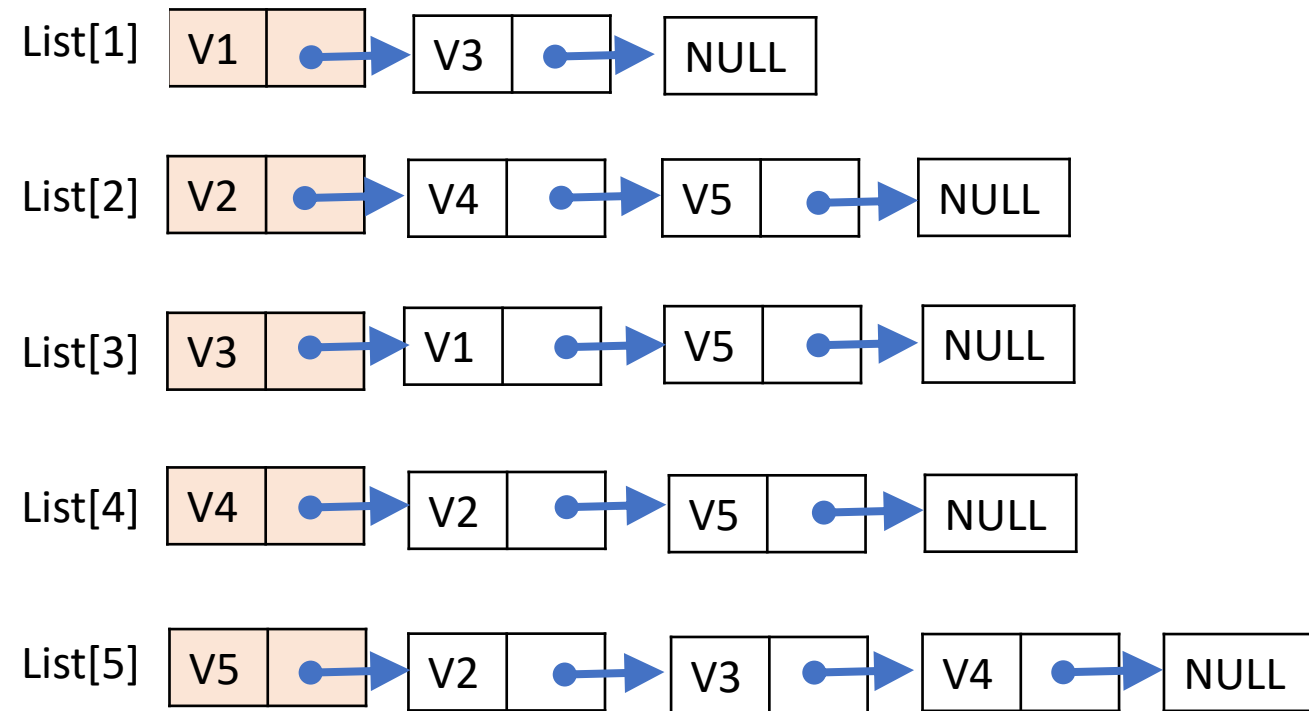 List[1] V1 V3 NULL
List[2] V2 V4 V5 NULL
List[3] V3 V1 V5 NULL
List[4] V4 V2 V5 NULL
List[5] V5 V2 V3 V4 NULL